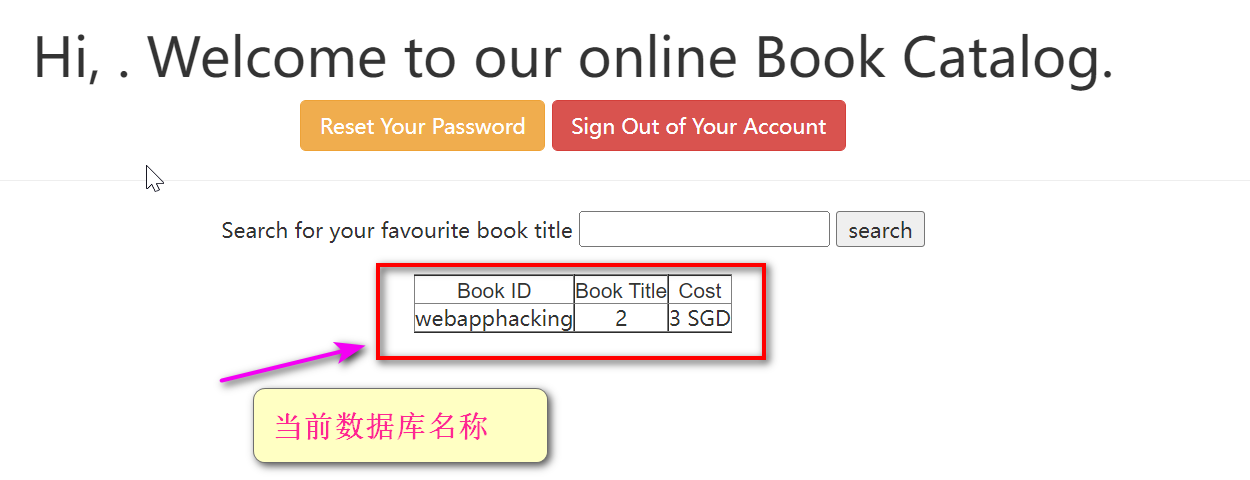 Hi, . Welcome to our online Book Catalog.
Reset Your Password Sign Out of Your Account
Search for your favourite book title search
Book ID Book Title Cost
webapphacking 2 3 SGD
当前数据库名称